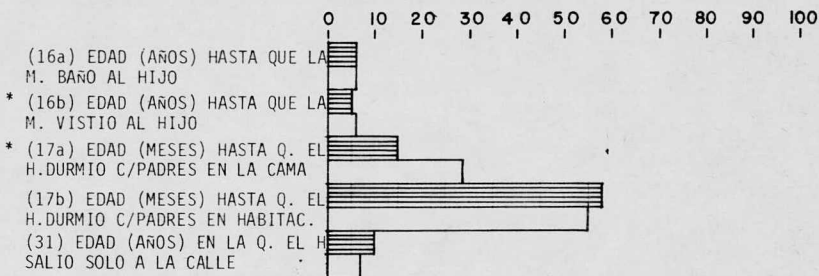 0 10 20 30 40 50 60 70 80 90 100
(16a) EDAD (AÑOS) HASTA QUE LA
M. BAÑO AL HIJO
* (16b) EDAD (AÑOS) HASTA QUE LA
M. VISTIO AL HIJO
* (17a) EDAD (MESES) HASTA Q. EL
H.DURMIO C/PADRES EN LA CAMA
(17b) EDAD (MESES) HASTA Q. EL
H.DURMIO C/PADRES EN HABITAC.
(31) EDAD (AÑOS) EN LA Q. EL H
SALIO SOLO A LA CALLE